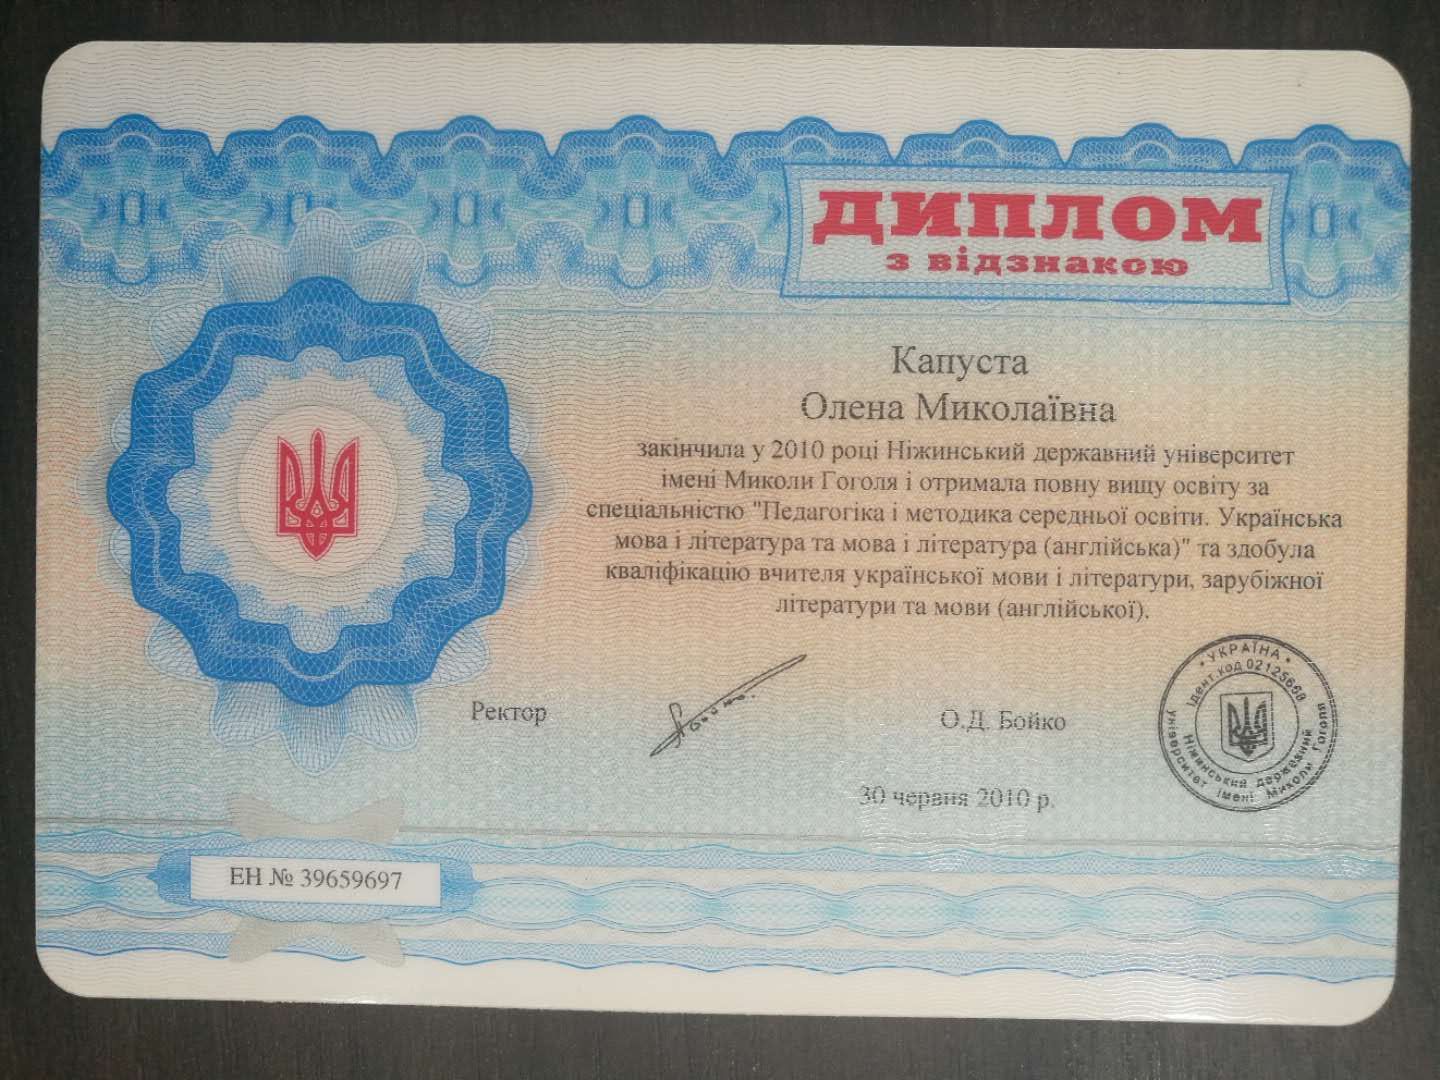 ДИПЛОМ
з відзнакою
Капуста
Олена Миколаївна
закінчила у 2010 році Ніжинський державний університет
імені Миколи Гоголя і отримала повну вищу освіту за
спеціальністю "Педагогіка і методика середньої освіти. Українська
мова і література та мова і література (англійська)" та здобула
кваліфікацію вчителя української мови і літератури, зарубіжної
літератури та мови (англійської).
Ректор
О.Д. Бойко
30 червня 2010 р.
• УКРАЇНА •
Ідент. код 02125668
Ніжинський державний
університет імені Миколи Гоголя
ЕН № 39659697